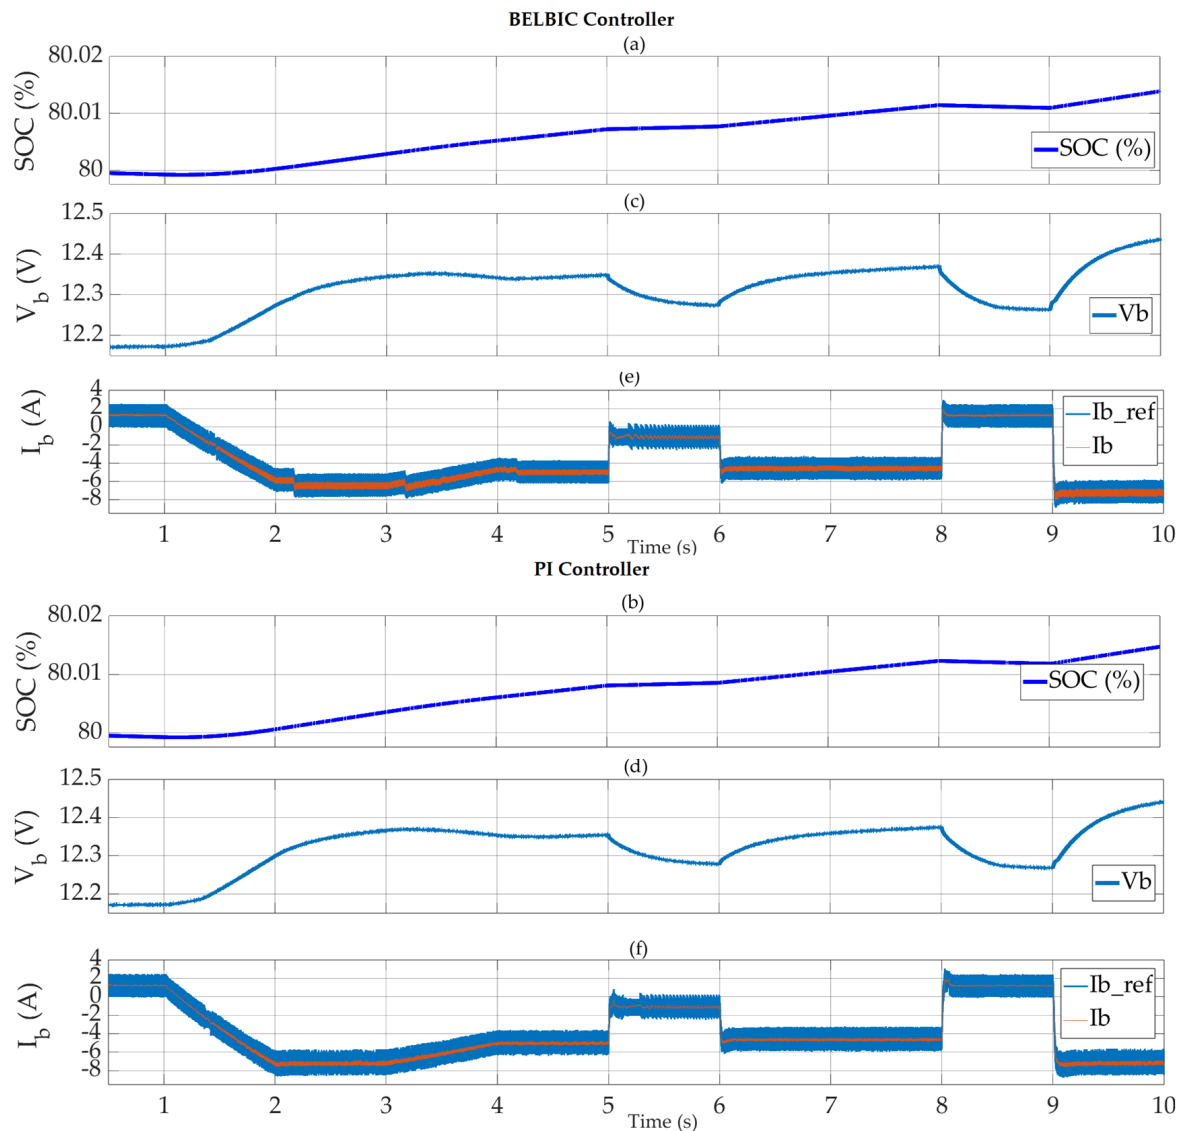 BELBIC Controller
(a)
80.02
80.01
80
SOC (%)
SOC (%)
(c)
12.5
12.4
12.3
12.2
V_b (V)
Vb
(e)
4
2
0
-2
-4
-6
-8
I_b (A)
Ib_ref
Ib
1 2 3 4 5 6 7 8 9 10
Time (s)
PI Controller
(b)
80.02
80.01
80
SOC (%)
SOC (%)
(d)
12.5
12.4
12.3
12.2
V_b (V)
Vb
(f)
4
2
0
-2
-4
-6
-8
I_b (A)
Ib_ref
Ib
1 2 3 4 5 6 7 8 9 10
Time (s)